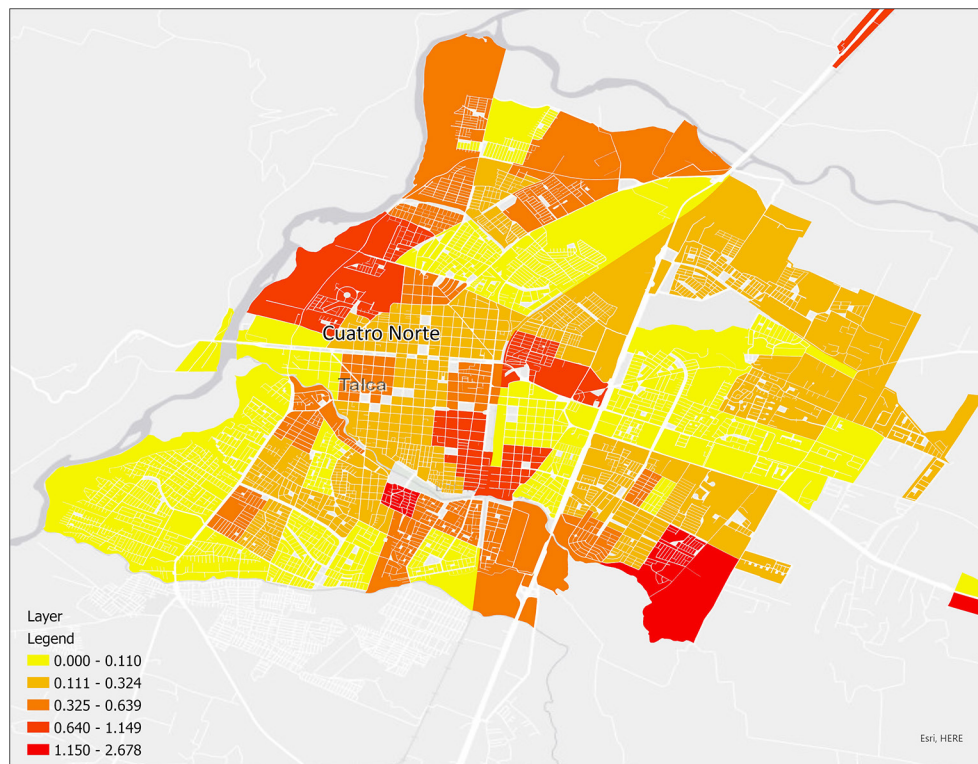 Cuatro Norte
Talca
Layer
Legend
0.000 - 0.110
0.111 - 0.324
0.325 - 0.639
0.640 - 1.149
1.150 - 2.678
Esri, HERE